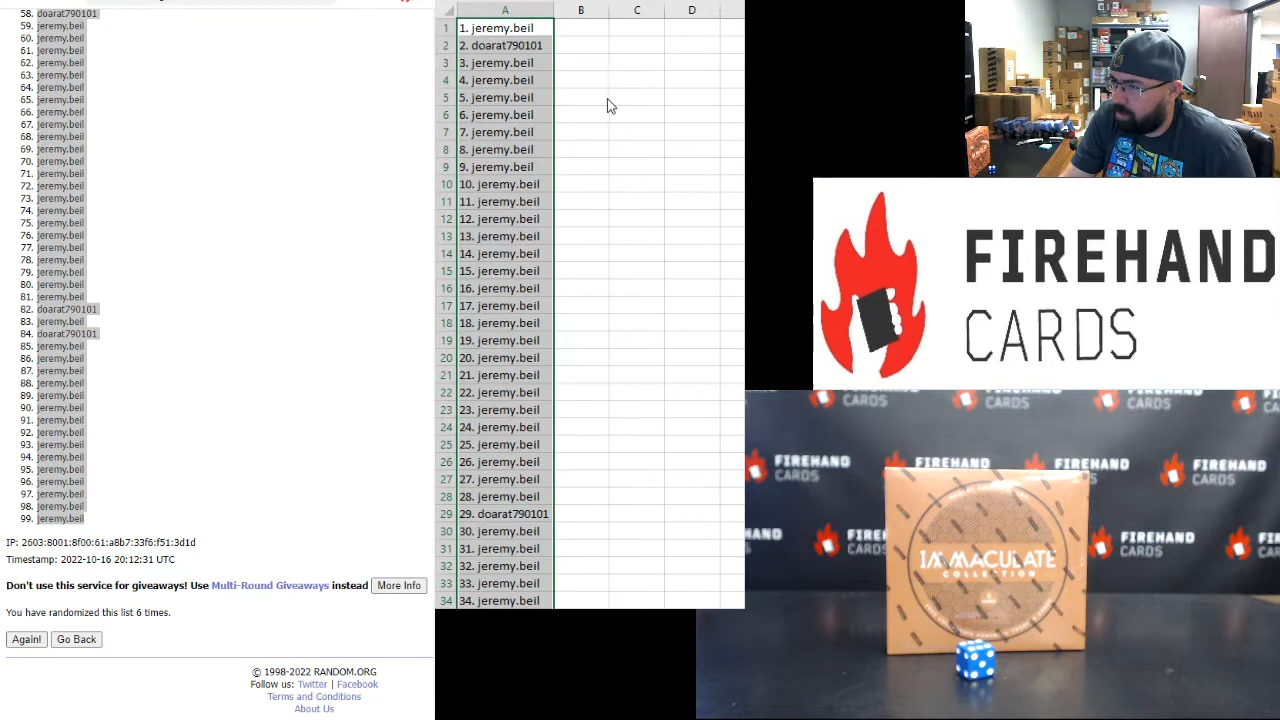 58. doarat790101
59. jeremy.beil
60. jeremy.beil
61. jeremy.beil
62. jeremy.beil
63. jeremy.beil
64. jeremy.beil
65. jeremy.beil
66. jeremy.beil
67. jeremy.beil
68. jeremy.beil
69. jeremy.beil
70. jeremy.beil
71. jeremy.beil
72. jeremy.beil
73. jeremy.beil
74. jeremy.beil
75. jeremy.beil
76. jeremy.beil
77. jeremy.beil
78. jeremy.beil
79. jeremy.beil
80. jeremy.beil
81. jeremy.beil
82. doarat790101
83. jeremy.beil
84. doarat790101
85. jeremy.beil
86. jeremy.beil
87. jeremy.beil
88. jeremy.beil
89. jeremy.beil
90. jeremy.beil
91. jeremy.beil
92. jeremy.beil
93. jeremy.beil
94. jeremy.beil
95. jeremy.beil
96. jeremy.beil
97. jeremy.beil
98. jeremy.beil
99. jeremy.beil
IP: 2603:8001:8f00:61:a8b7:33f6:f51:3d1d
Timestamp: 2022-10-16 20:12:31 UTC
Don't use this service for giveaways! Use Multi-Round Giveaways instead More Info
You have randomized this list 6 times.
Again! Go Back
© 1998-2022 RANDOM.ORG
Follow us: Twitter | Facebook
Terms and Conditions
About Us
A B C D
1 1. jeremy.beil
2 2. doarat790101
3 3. jeremy.beil
4 4. jeremy.beil
5 5. jeremy.beil
6 6. jeremy.beil
7 7. jeremy.beil
8 8. jeremy.beil
9 9. jeremy.beil
10 10. jeremy.beil
11 11. jeremy.beil
12 12. jeremy.beil
13 13. jeremy.beil
14 14. jeremy.beil
15 15. jeremy.beil
16 16. jeremy.beil
17 17. jeremy.beil
18 18. jeremy.beil
19 19. jeremy.beil
20 20. jeremy.beil
21 21. jeremy.beil
22 22. jeremy.beil
23 23. jeremy.beil
24 24. jeremy.beil
25 25. jeremy.beil
26 26. jeremy.beil
27 27. jeremy.beil
28 28. jeremy.beil
29 29. doarat790101
30 30. jeremy.beil
31 31. jeremy.beil
32 32. jeremy.beil
33 33. jeremy.beil
34 34. jeremy.beil
FIREHAND
CARDS
CARDS
CARDS
CARDS
FIREHAND
CARDS
FIREHAND
CARDS
FIREHAND
CARDS
FIREHAND
CARDS
FIREHAND
CARDS
FIREHAND
CARDS
IMMACULATE
COLLECTION